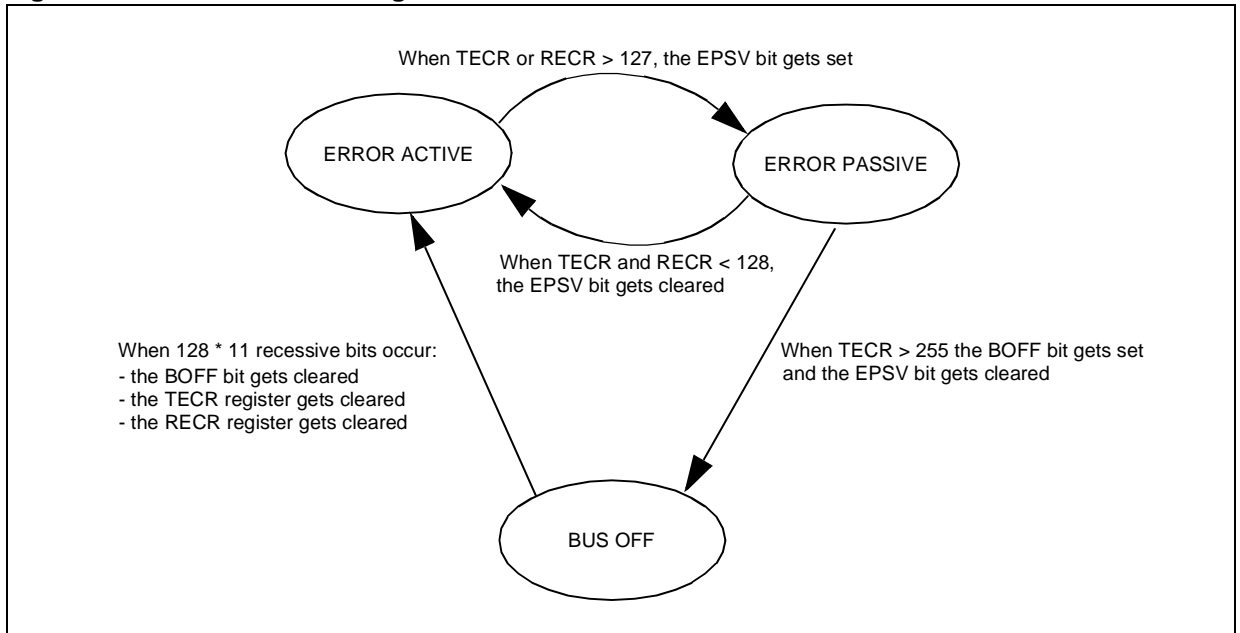 When TECR or RECR > 127, the EPSV bit gets set
ERROR ACTIVE
ERROR PASSIVE
When TECR and RECR < 128,
the EPSV bit gets cleared
When 128 * 11 recessive bits occur:
- the BOFF bit gets cleared
- the TECR register gets cleared
- the RECR register gets cleared
When TECR > 255 the BOFF bit gets set
and the EPSV bit gets cleared
BUS OFF